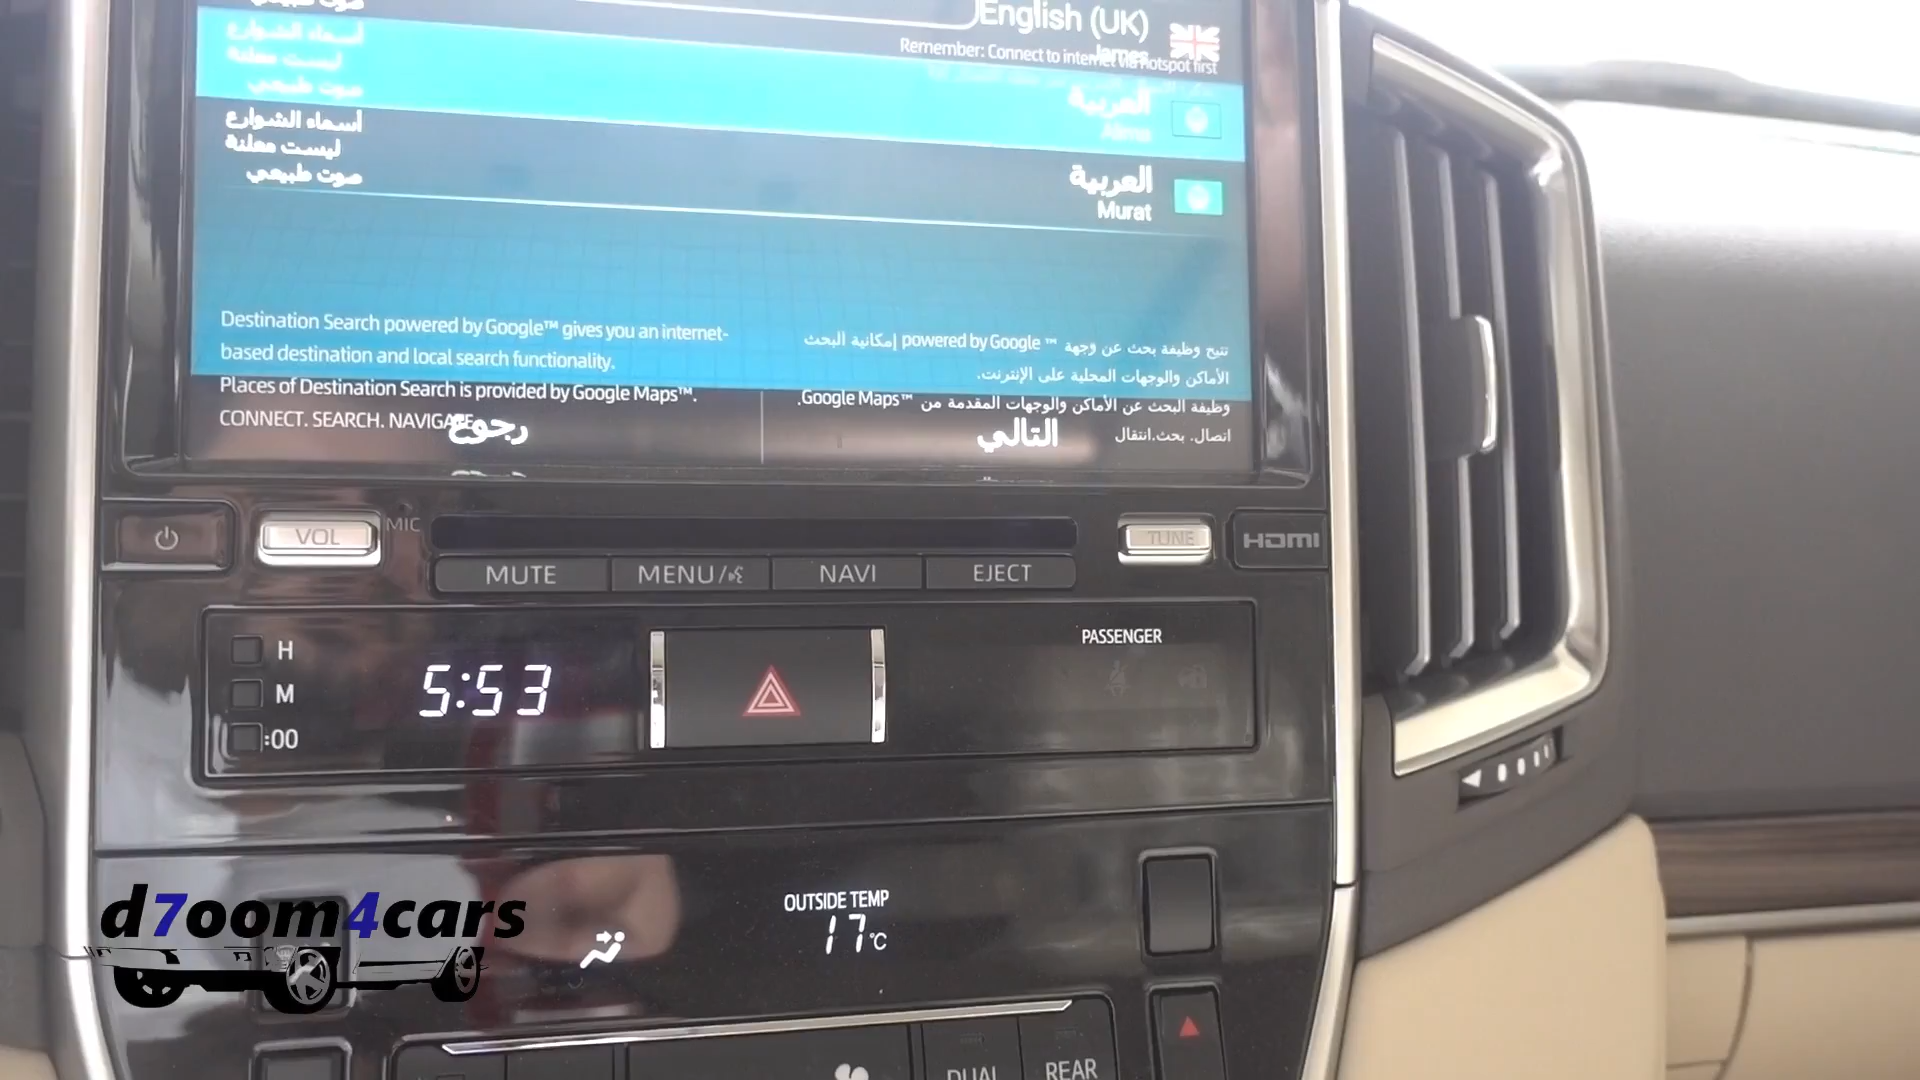 English (UK)
Remember: Connect to internet via hotspot first
أسماء الشوارع
ليست معلنة
صوت طبيعي
العربية
أسماء الشوارع
ليست معلنة
صوت طبيعي
العربية
Murat
Destination Search powered by Google™ gives you an internet-
based destination and local search functionality.
Places of Destination Search is provided by Google Maps™.
CONNECT. SEARCH. NAVIGATE
تتيح وظيفة بحث عن وجهة ™ powered by Google إمكانية البحث
الأماكن والوجهات المحلية على الإنترنت.
وظيفة البحث عن الأماكن والوجهات المقدمة من ™Google Maps.
اتصال. بحث.انتقال
رجوع
التالي
VOL
MIC
TUNE
HDMI
MUTE
MENU/
NAVI
EJECT
H
M
:00
5:53
PASSENGER
OUTSIDE TEMP
17°C
DUAL
REAR
d7oom4cars